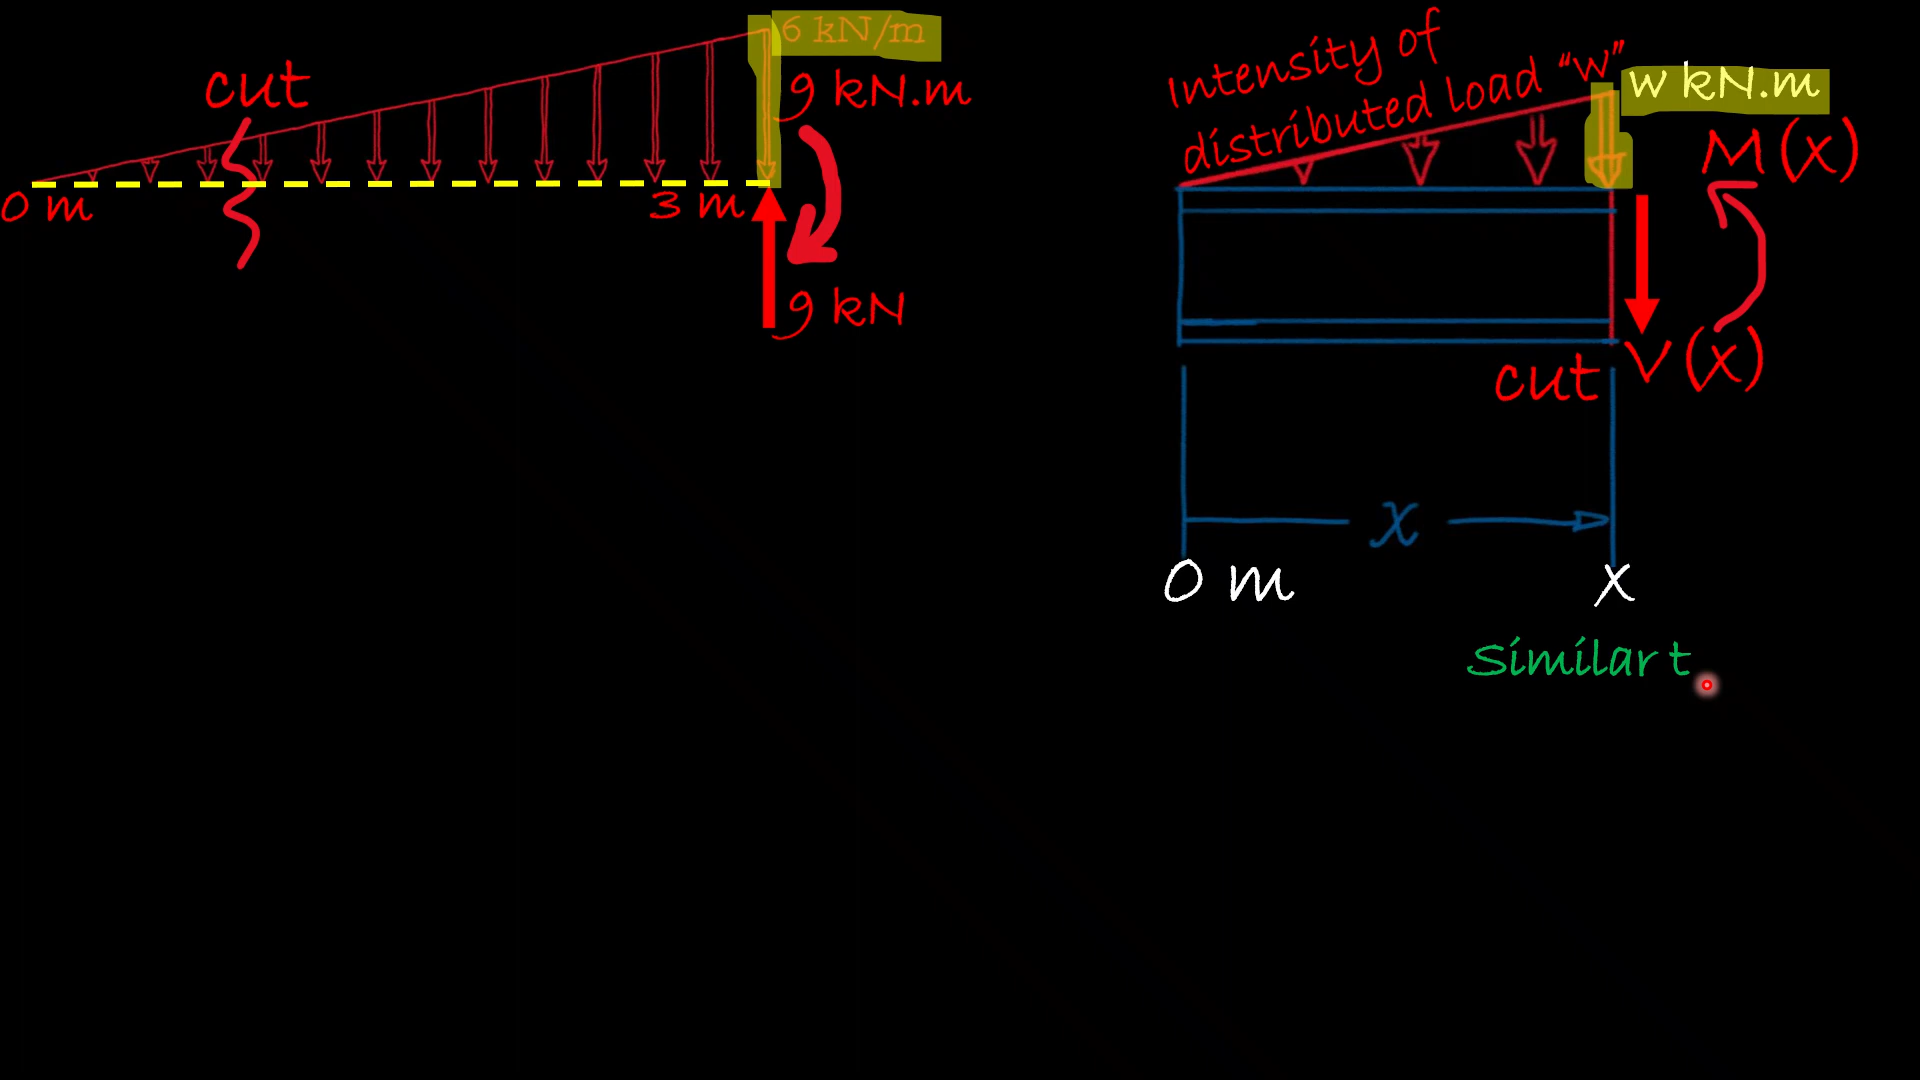 6 kN/m
cut
9 kN.m
0 m
3 m
9 kN
Intensity of
distributed load “w”
w kN.m
M (x)
V (x)
cut
x
0 m
x
Similar t